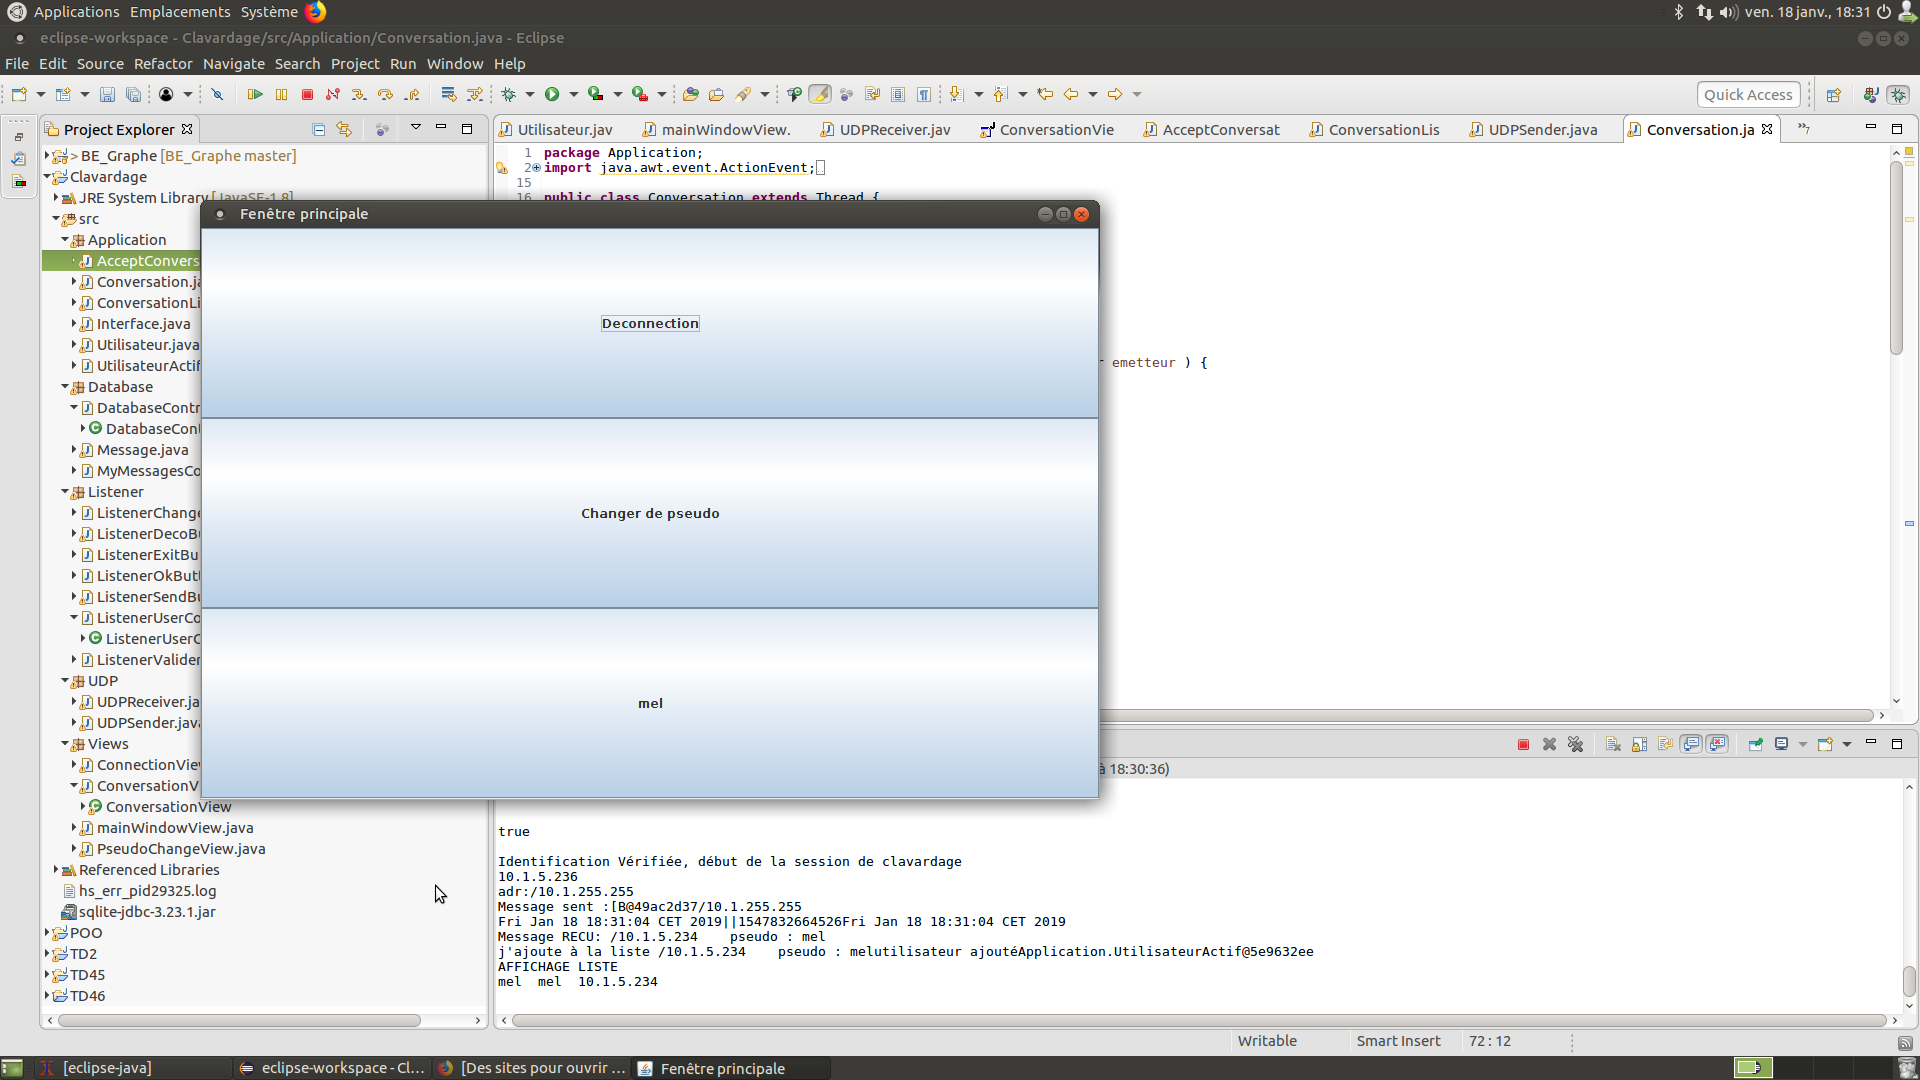 Applications Emplacements Système ven. 18 janv., 18:31
eclipse-workspace - Clavardage/src/Application/Conversation.java - Eclipse
File Edit Source Refactor Navigate Search Project Run Window Help
Quick Access
Project Explorer
Utilisateur.jav mainWindowView. UDPReceiver.jav ConversationVie AcceptConversat ConversationLis UDPSender.java Conversation.ja »7
> BE_Graphe [BE_Graphe master]
Clavardage
JRE System Library [JavaSE-1.8]
src
Application
AcceptConvers
Conversation.ja
ConversationLi
Interface.java
Utilisateur.java
UtilisateurActif
Database
DatabaseContr
DatabaseCont
Message.java
MyMessagesCo
Listener
ListenerChange
ListenerDecoBu
ListenerExitBu
ListenerOkButt
ListenerSendBu
ListenerUserCo
ListenerUserC
ListenerValider
UDP
UDPReceiver.ja
UDPSender.java
Views
ConnectionView
ConversationV
ConversationView
mainWindowView.java
PseudoChangeView.java
Referenced Libraries
hs_err_pid29325.log
sqlite-jdbc-3.23.1.jar
POO
TD2
TD45
TD46
1 package Application;
2 import java.awt.event.ActionEvent;
15
16 public class Conversation extends Thread {
emetteur ) {
Fenêtre principale
Deconnection
Changer de pseudo
mel
à 18:30:36)
true
Identification Vérifiée, début de la session de clavardage
10.1.5.236
adr:/10.1.255.255
Message sent :[B@49ac2d37/10.1.255.255
Fri Jan 18 18:31:04 CET 2019||1547832664526Fri Jan 18 18:31:04 CET 2019
Message RECU: /10.1.5.234 pseudo : mel
j'ajoute à la liste /10.1.5.234 pseudo : melutilisateur ajoutéApplication.UtilisateurActif@5e9632ee
AFFICHAGE LISTE
mel mel 10.1.5.234
Writable Smart Insert 72 : 12
[eclipse-java] eclipse-workspace - Cl... [Des sites pour ouvrir ... Fenêtre principale